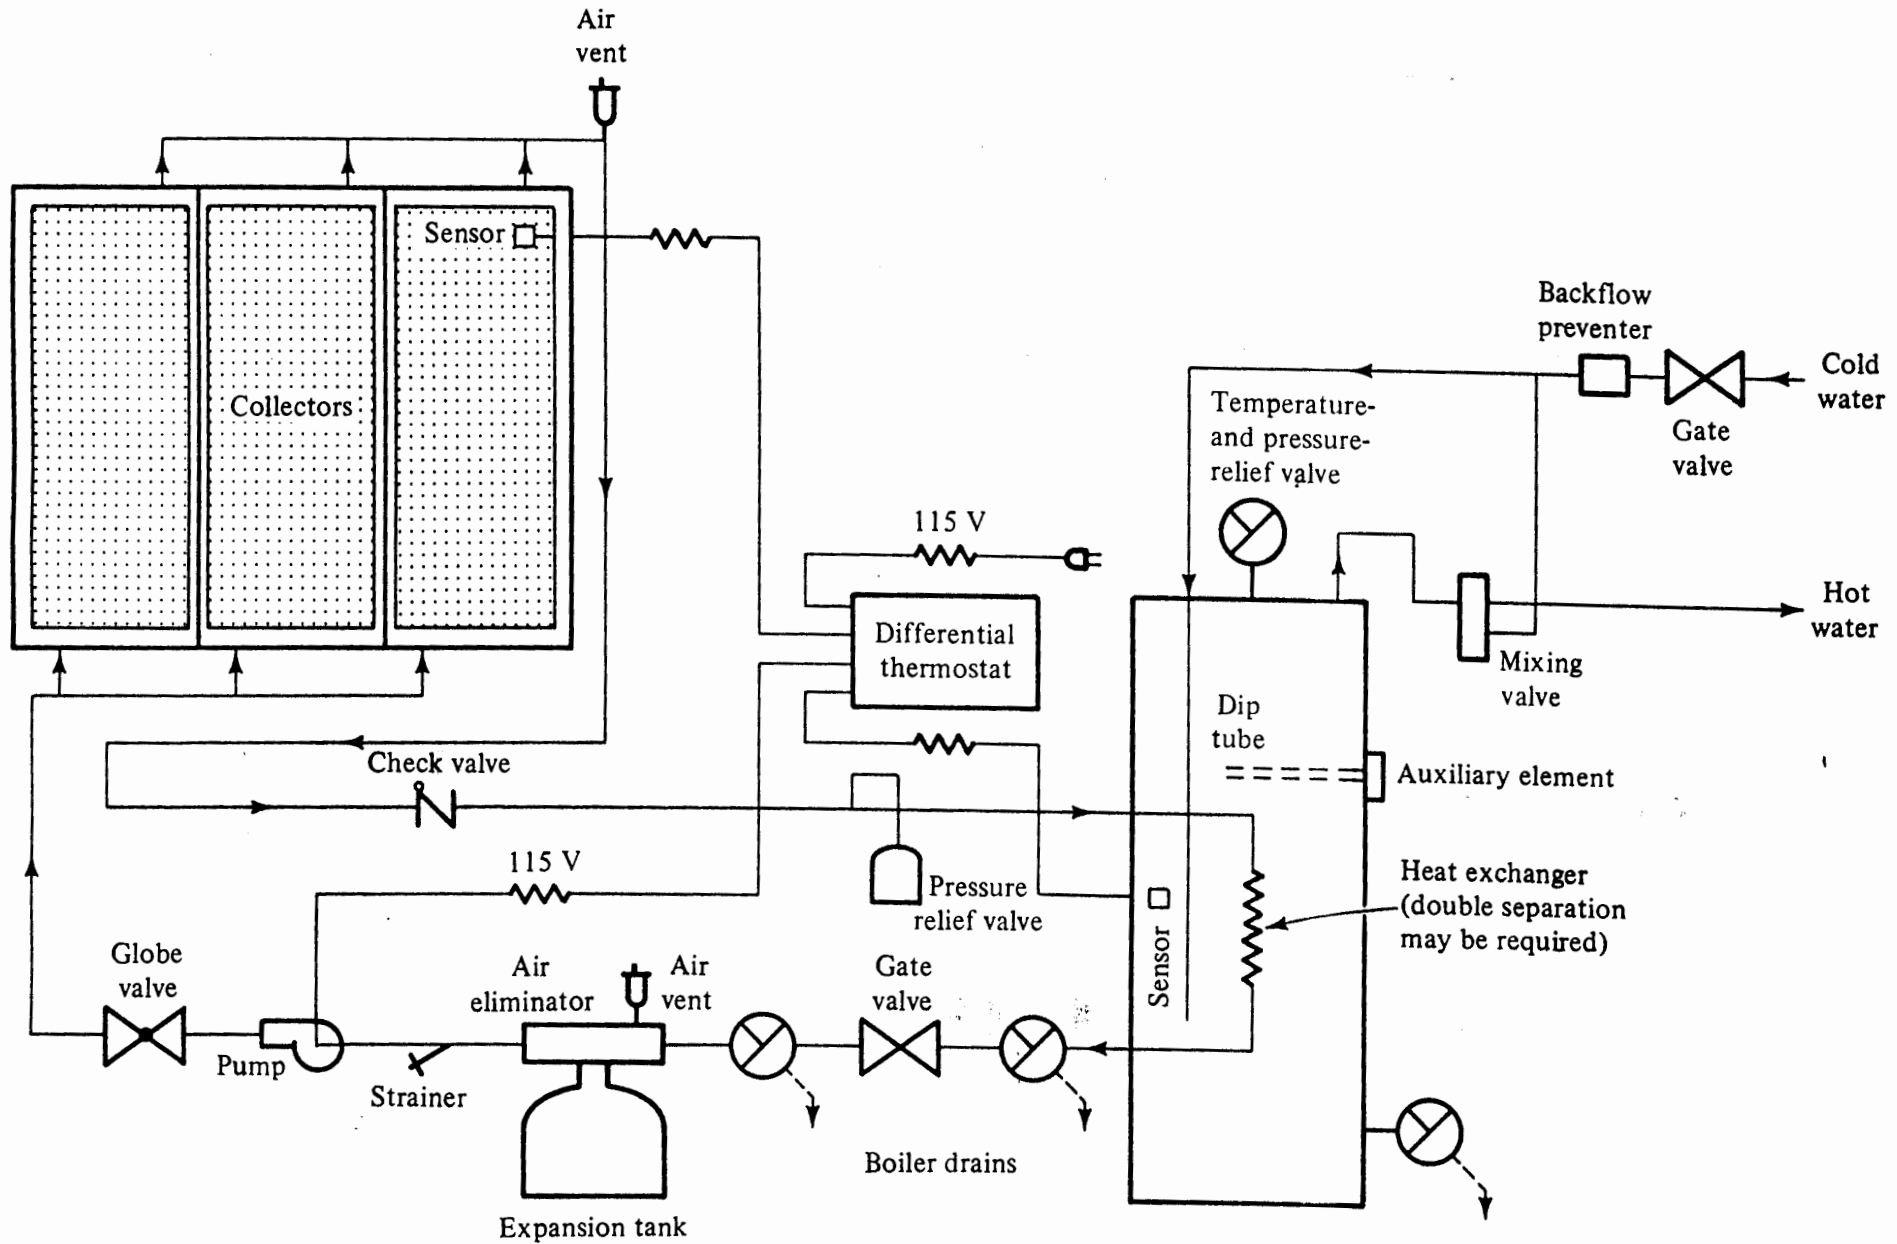 Air
vent
Sensor
Collectors
Backflow
preventer
Cold
water
Gate
valve
Temperature-
and pressure-
relief valve
115 V
Differential
thermostat
Hot
water
Mixing
valve
Dip
tube
Check valve
Auxiliary element
115 V
Pressure
relief valve
Heat exchanger
(double separation
may be required)
Sensor
Globe
valve
Air
eliminator
Air
vent
Gate
valve
Pump
Strainer
Boiler drains
Expansion tank